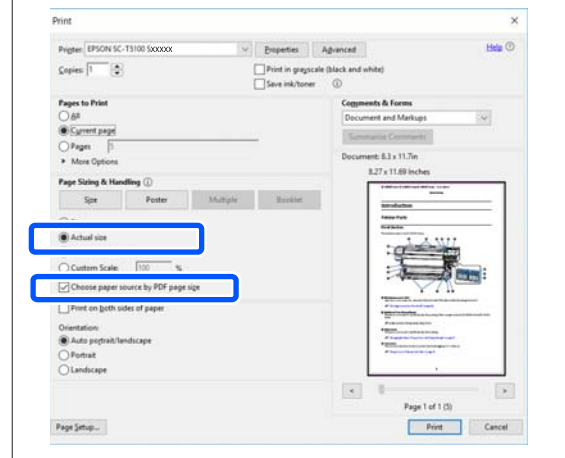 Print
Printer: EPSON SC-T5100 Sxxxxx
Properties
Advanced
Help
Copies: 1
Print in grayscale (black and white)
Save ink/toner
Pages to Print
All
Current page
Pages 5
More Options
Comments & Forms
Document and Markups
Summarize Comments
Document: 8.3 x 11.7in
8.27 x 11.69 Inches
Page Sizing & Handling
Size Poster Multiple Booklet
Actual size
Custom Scale: 100 %
Choose paper source by PDF page size
Print on both sides of paper
Orientation:
Auto portrait/landscape
Portrait
Landscape
Introduction
Printer Parts
< >
Page 1 of 1 (5)
Page Setup...
Print
Cancel